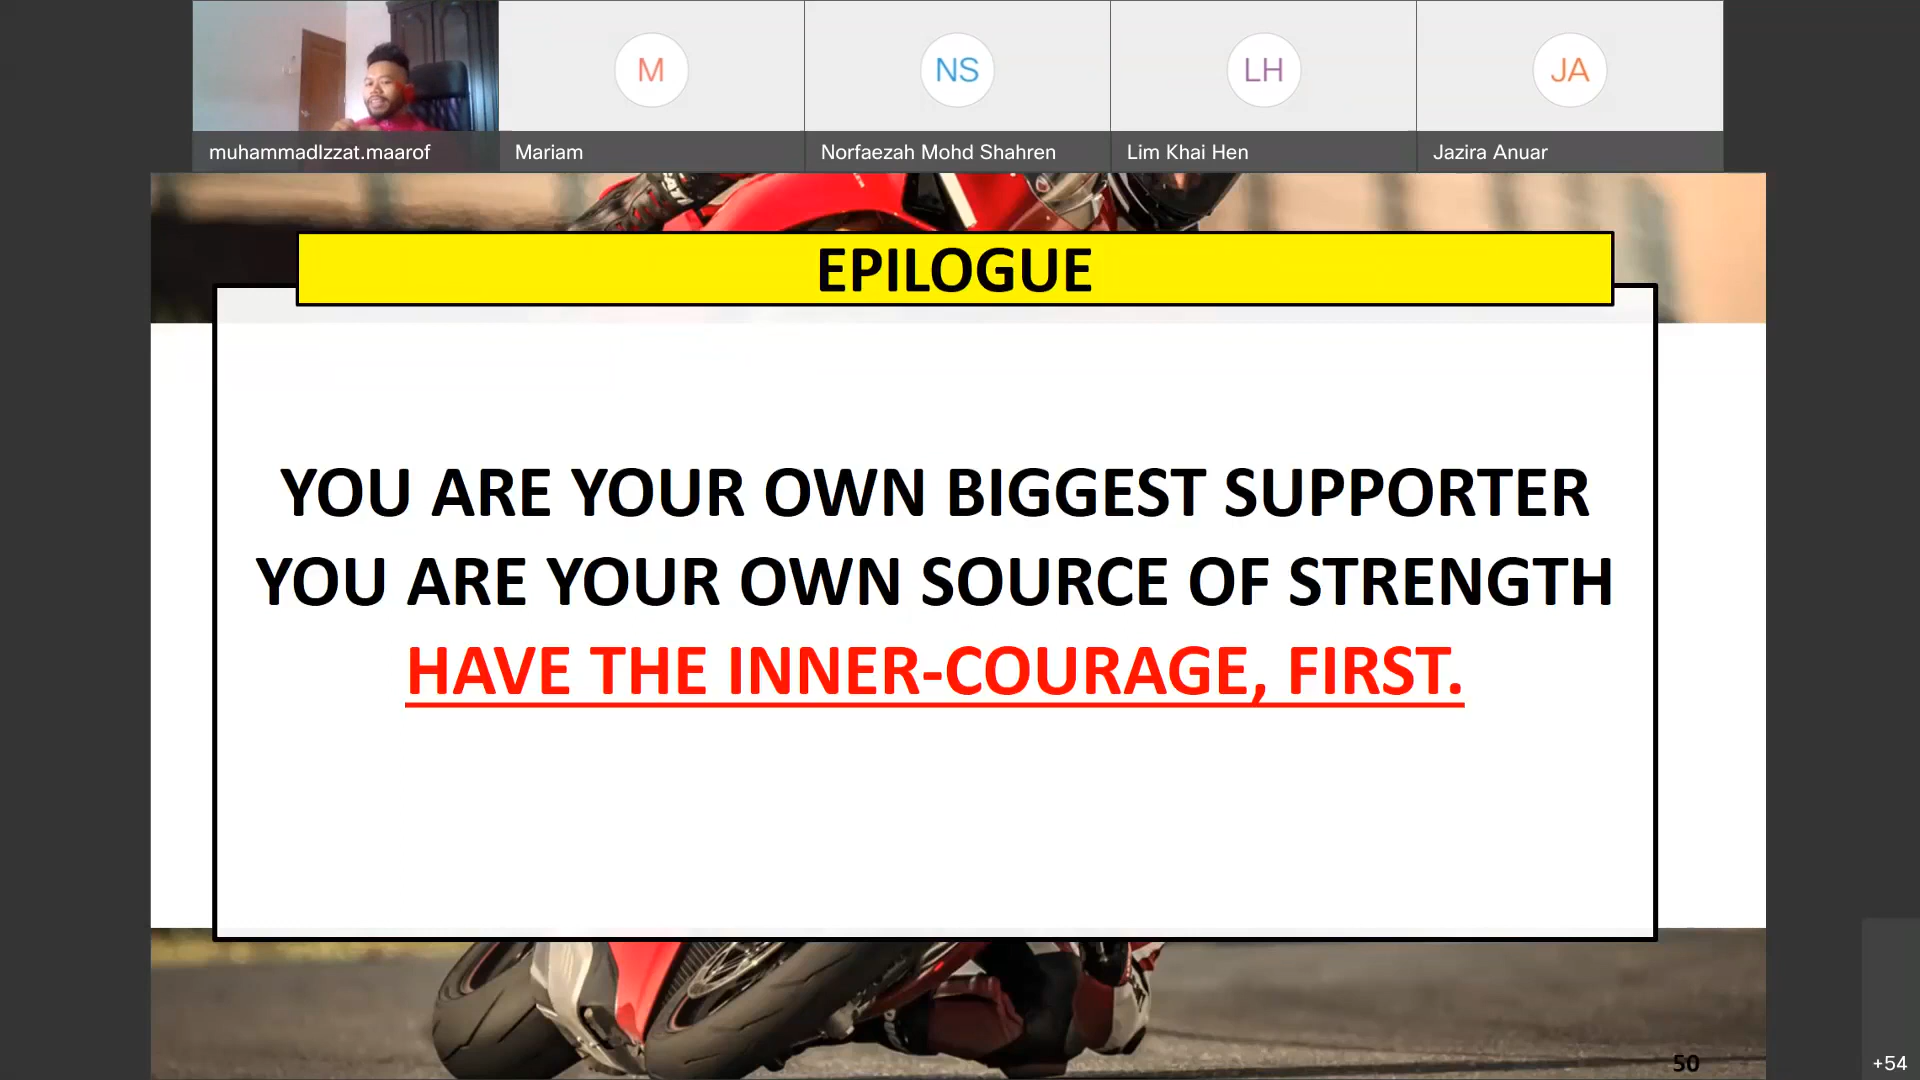 M
NS
LH
JA
muhammadIzzat.maarof
Mariam
Norfaezah Mohd Shahren
Lim Khai Hen
Jazira Anuar
EPILOGUE
YOU ARE YOUR OWN BIGGEST SUPPORTER
YOU ARE YOUR OWN SOURCE OF STRENGTH
HAVE THE INNER-COURAGE, FIRST.
50
+54